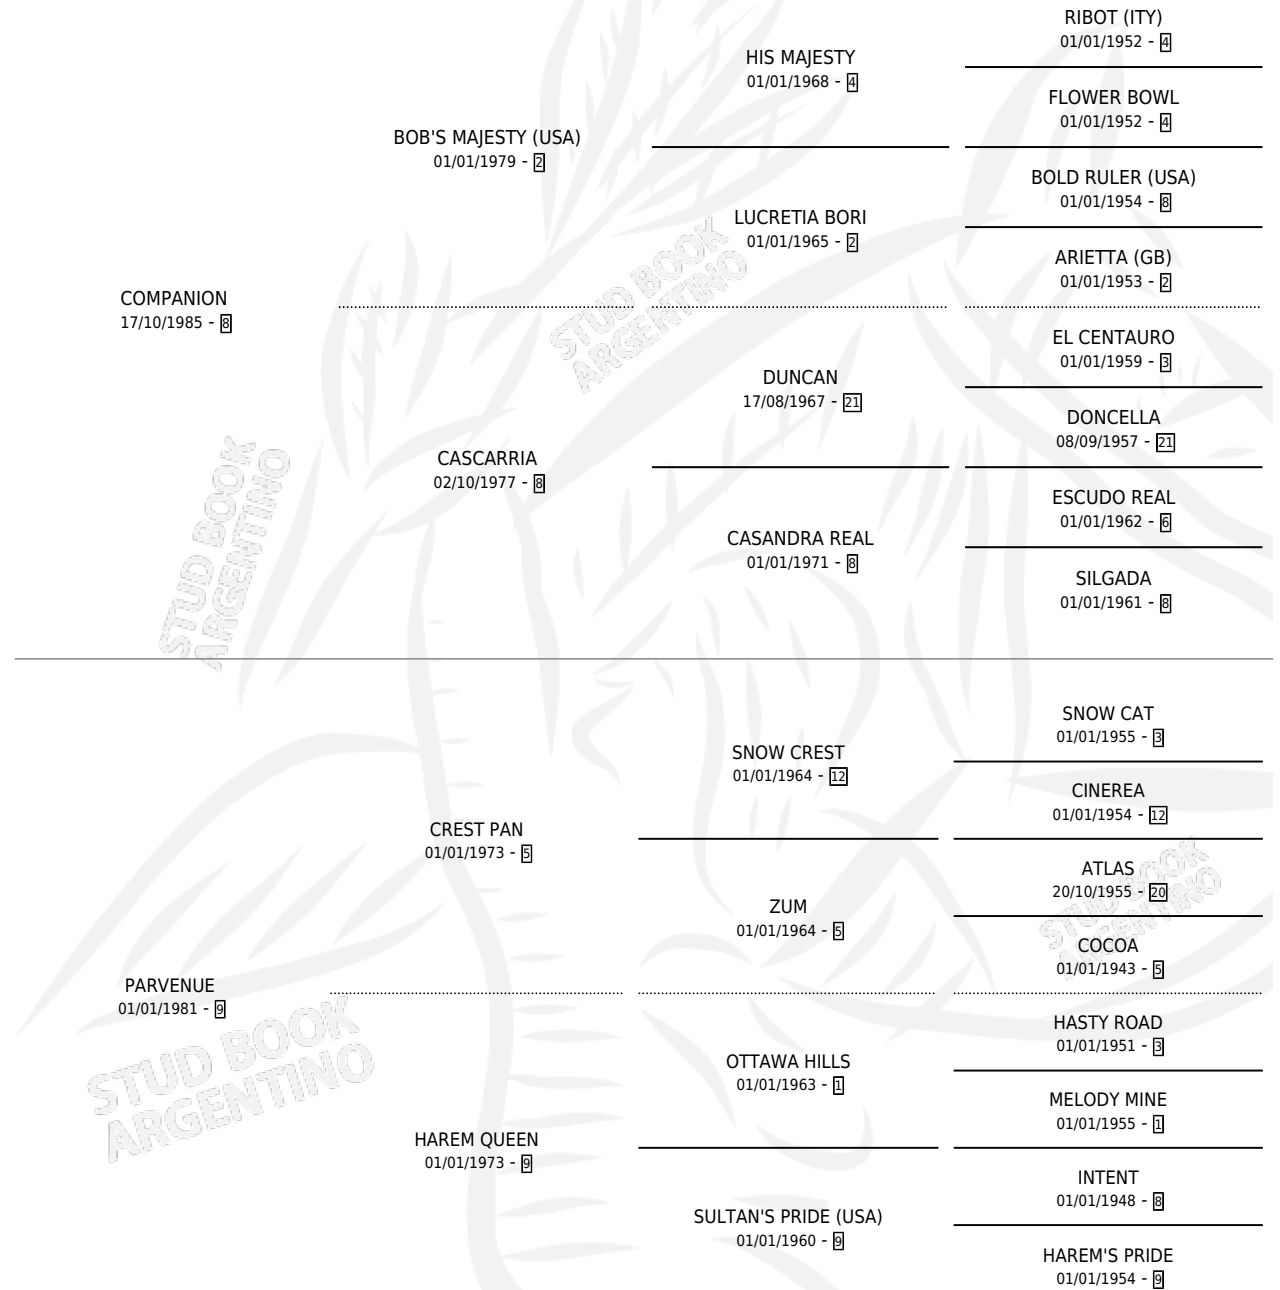 RIBOT (ITY)
01/01/1952 - 4
HIS MAJESTY
01/01/1968 - 4
FLOWER BOWL
01/01/1952 - 4
BOB'S MAJESTY (USA)
01/01/1979 - 2
BOLD RULER (USA)
01/01/1954 - 8
LUCRETIA BORI
01/01/1965 - 2
ARIETTA (GB)
01/01/1953 - 2
COMPANION
17/10/1985 - 8
EL CENTAURO
01/01/1959 - 3
DUNCAN
17/08/1967 - 21
DONCELLA
08/09/1957 - 21
CASCARRIA
02/10/1977 - 8
ESCUDO REAL
01/01/1962 - 6
CASANDRA REAL
01/01/1971 - 8
SILGADA
01/01/1961 - 8
STUD BOOK
ARGENTINO
STUD BOOK
ARGENTINO
SNOW CAT
01/01/1955 - 3
SNOW CREST
01/01/1964 - 12
CINEREA
01/01/1954 - 12
CREST PAN
01/01/1973 - 5
ATLAS
20/10/1955 - 20
ZUM
01/01/1964 - 5
COCOA
01/01/1943 - 5
PARVENUE
01/01/1981 - 9
HASTY ROAD
01/01/1951 - 3
OTTAWA HILLS
01/01/1963 - 1
MELODY MINE
01/01/1955 - 1
HAREM QUEEN
01/01/1973 - 9
INTENT
01/01/1948 - 8
SULTAN'S PRIDE (USA)
01/01/1960 - 9
HAREM'S PRIDE
01/01/1954 - 9
STUD BOOK
ARGENTINO
STUD BOOK
ARGENTINO